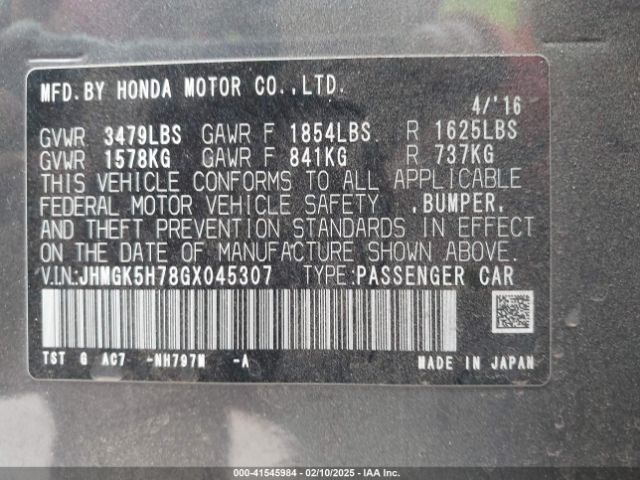 MFD.BY HONDA MOTOR CO.,LTD.
4/'16
GVWR 3479LBS GAWR F 1854LBS R 1625LBS
GVWR 1578KG GAWR F 841KG R 737KG
THIS VEHICLE CONFORMS TO ALL APPLICABLE
FEDERAL MOTOR VEHICLE SAFETY ,BUMPER,
AND THEFT PREVENTION STANDARDS IN EFFECT
ON THE DATE OF MANUFACTURE SHOWN ABOVE.
VIN:JHMGK5H78GX045307 TYPE:PASSENGER CAR
TST G AC7 -NH797M -A MADE IN JAPAN
000-41545984 - 02/10/2025 - IAA Inc.